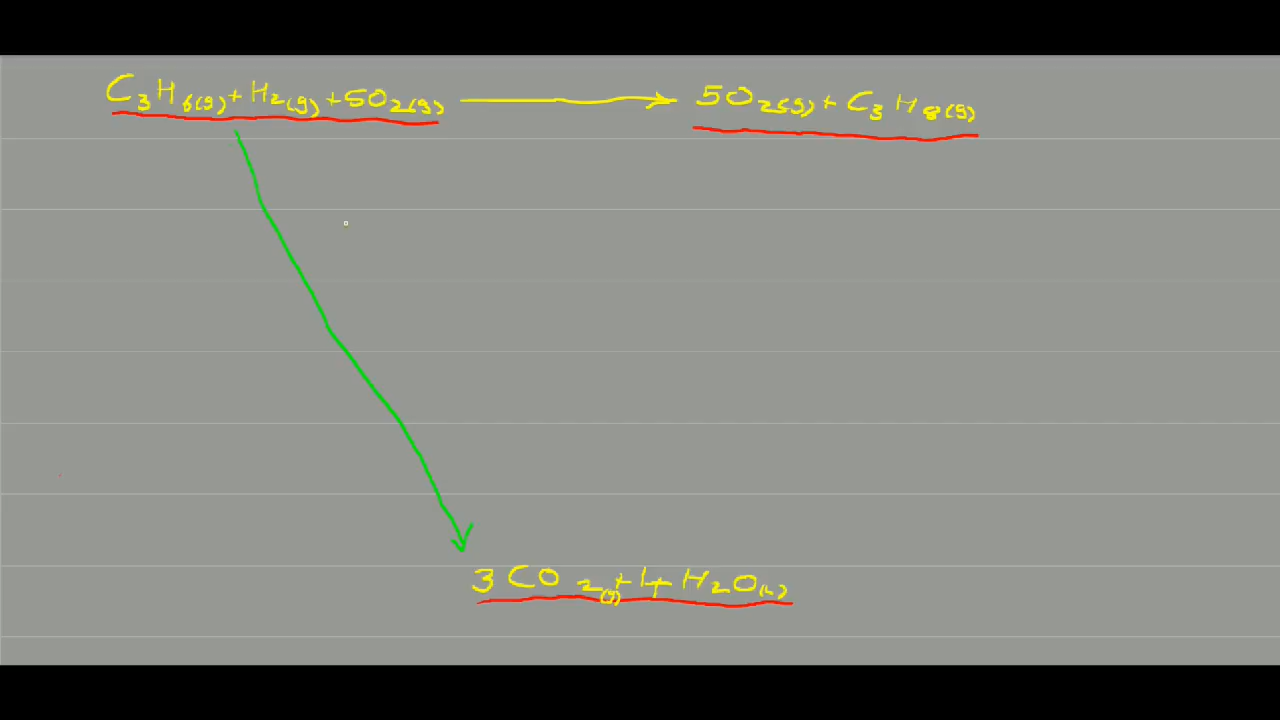 C₃H₆(g) + H₂(g) + 5O₂(g) → 5O₂(g) + C₃H₈(g)
3CO₂(g) + 4H₂O(L)